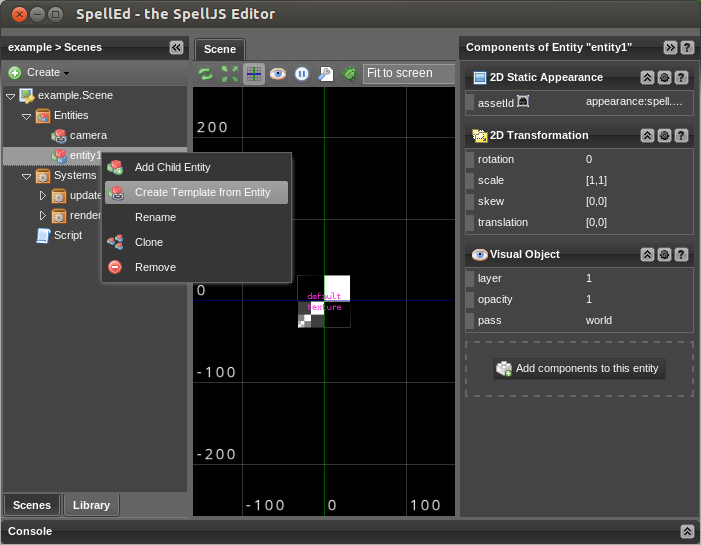 SpellEd - the SpellJS Editor
example > Scenes
Create
example.Scene
Entities
camera
entity1
Systems
update
render
Script
Add Child Entity
Create Template from Entity
Rename
Clone
Remove
Scenes
Library
Scene
Fit to screen
200
0
-100
-200
-100
0
100
default
texture
Components of Entity "entity1"
2D Static Appearance
assetId
appearance:spell....
2D Transformation
rotation
0
scale
[1,1]
skew
[0,0]
translation
[0,0]
Visual Object
layer
1
opacity
1
pass
world
Add components to this entity
Console